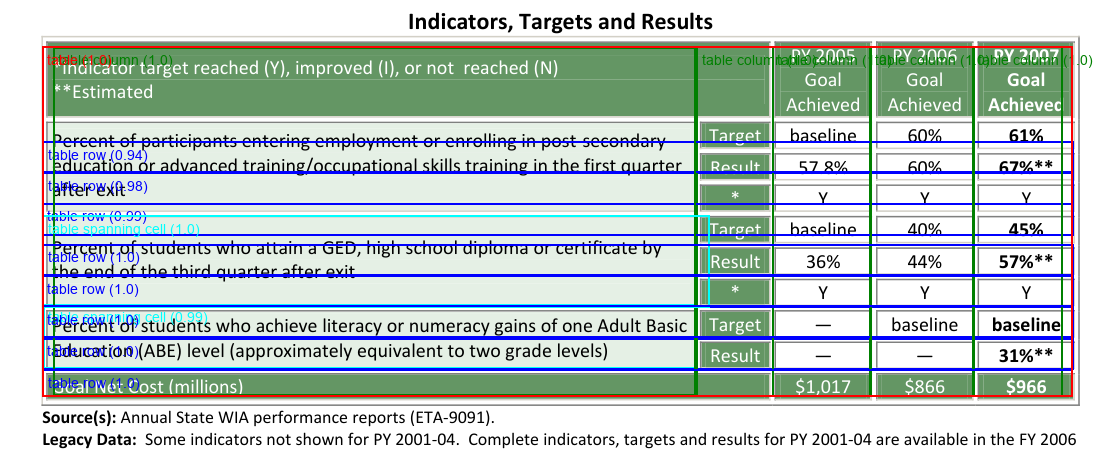 Indicators, Targets and Results
*Indicator target reached (Y), improved (I), or not reached (N)
**Estimated
PY 2005 Goal Achieved
PY 2006 Goal Achieved
PY 2007 Goal Achieved
Percent of participants entering employment or enrolling in post-secondary
education or advanced training/occupational skills training in the first quarter
after exit
Target baseline 60% 61%
Result 57.8% 60% 67%**
* Y Y Y
Percent of students who attain a GED, high school diploma or certificate by
the end of the third quarter after exit
Target baseline 40% 45%
Result 36% 44% 57%**
* Y Y Y
Percent of students who achieve literacy or numeracy gains of one Adult Basic
Education (ABE) level (approximately equivalent to two grade levels)
Target — baseline baseline
Result — — 31%**
Goal Net Cost (millions) $1,017 $866 $966
Source(s): Annual State WIA performance reports (ETA-9091).
Legacy Data: Some indicators not shown for PY 2001-04. Complete indicators, targets and results for PY 2001-04 are available in the FY 2006
table column (1.0)
table column (1.0)
table column (1.0)
table column (1.0)
table column (1.0)
table row (0.94)
table row (0.98)
table row (0.99)
table spanning cell (1.0)
table row (1.0)
table row (1.0)
table spanning cell (0.99)
table row (1.0)
table row (1.0)
table row (1.0)